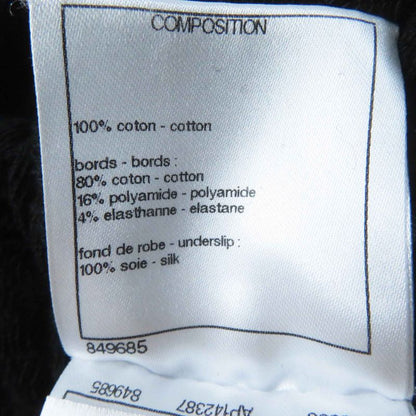 COMPOSITION
100% coton - cotton
bords - bords :
80% coton - cotton
16% polyamide - polyamide
4% elasthanne - elastane
fond de robe - underslip :
100% soie - silk
849685
849685
AP142387